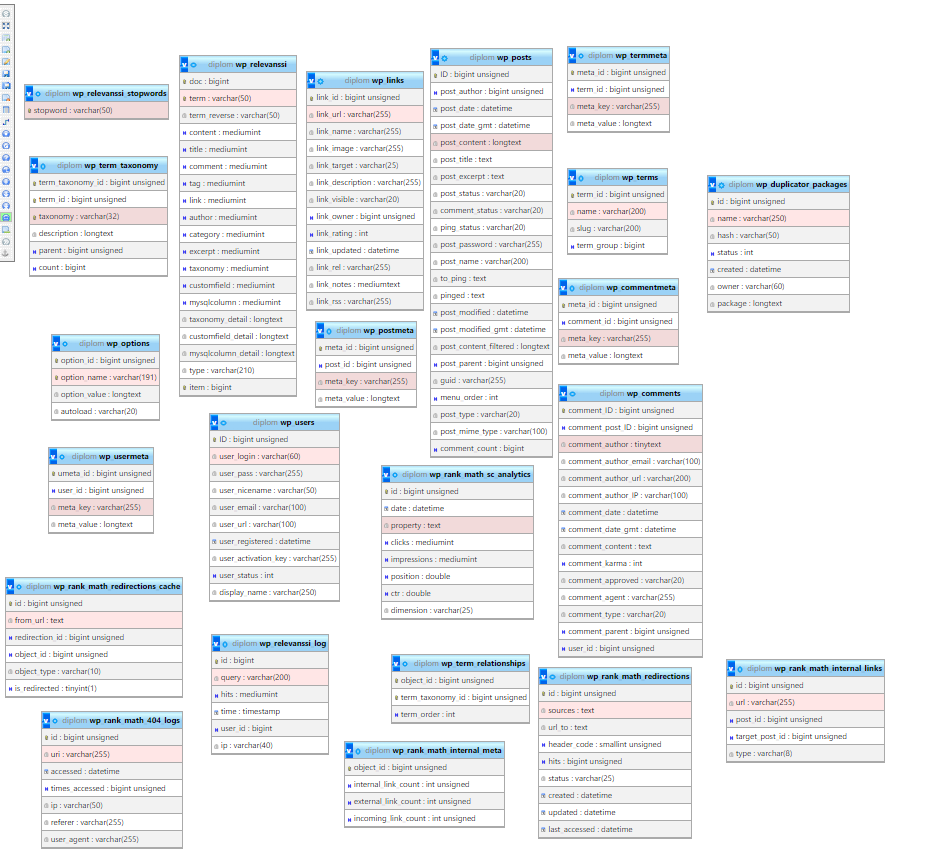 diplom wp_relevanssi_stopwords
stopword : varchar(50)
diplom wp_term_taxonomy
term_taxonomy_id : bigint unsigned
term_id : bigint unsigned
taxonomy : varchar(32)
description : longtext
parent : bigint unsigned
count : bigint
diplom wp_relevanssi
doc : bigint
term : varchar(50)
term_reverse : varchar(50)
content : mediumint
title : mediumint
comment : mediumint
tag : mediumint
link : mediumint
author : mediumint
category : mediumint
excerpt : mediumint
taxonomy : mediumint
customfield : mediumint
mysqlcolumn : mediumint
taxonomy_detail : longtext
customfield_detail : longtext
mysqlcolumn_detail : longtext
type : varchar(210)
item : bigint
diplom wp_links
link_id : bigint unsigned
link_url : varchar(255)
link_name : varchar(255)
link_image : varchar(255)
link_target : varchar(25)
link_description : varchar(255)
link_visible : varchar(20)
link_owner : bigint unsigned
link_rating : int
link_updated : datetime
link_rel : varchar(255)
link_notes : mediumtext
link_rss : varchar(255)
diplom wp_posts
ID : bigint unsigned
post_author : bigint unsigned
post_date : datetime
post_date_gmt : datetime
post_content : longtext
post_title : text
post_excerpt : text
post_status : varchar(20)
comment_status : varchar(20)
ping_status : varchar(20)
post_password : varchar(255)
post_name : varchar(200)
to_ping : text
pinged : text
post_modified : datetime
post_modified_gmt : datetime
post_content_filtered : longtext
post_parent : bigint unsigned
guid : varchar(255)
menu_order : int
post_type : varchar(20)
post_mime_type : varchar(100)
comment_count : bigint
diplom wp_termmeta
meta_id : bigint unsigned
term_id : bigint unsigned
meta_key : varchar(255)
meta_value : longtext
diplom wp_terms
term_id : bigint unsigned
name : varchar(200)
slug : varchar(200)
term_group : bigint
diplom wp_duplicator_packages
id : bigint unsigned
name : varchar(250)
hash : varchar(50)
status : int
created : datetime
owner : varchar(60)
package : longtext
diplom wp_commentmeta
meta_id : bigint unsigned
comment_id : bigint unsigned
meta_key : varchar(255)
meta_value : longtext
diplom wp_options
option_id : bigint unsigned
option_name : varchar(191)
option_value : longtext
autoload : varchar(20)
diplom wp_postmeta
meta_id : bigint unsigned
post_id : bigint unsigned
meta_key : varchar(255)
meta_value : longtext
diplom wp_comments
comment_ID : bigint unsigned
comment_post_ID : bigint unsigned
comment_author : tinytext
comment_author_email : varchar(100)
comment_author_url : varchar(200)
comment_author_IP : varchar(100)
comment_date : datetime
comment_date_gmt : datetime
comment_content : text
comment_karma : int
comment_approved : varchar(20)
comment_agent : varchar(255)
comment_type : varchar(20)
comment_parent : bigint unsigned
user_id : bigint unsigned
diplom wp_users
ID : bigint unsigned
user_login : varchar(60)
user_pass : varchar(255)
user_nicename : varchar(50)
user_email : varchar(100)
user_url : varchar(100)
user_registered : datetime
user_activation_key : varchar(255)
user_status : int
display_name : varchar(250)
diplom wp_usermeta
umeta_id : bigint unsigned
user_id : bigint unsigned
meta_key : varchar(255)
meta_value : longtext
diplom wp_rank_math_sc_analytics
id : bigint unsigned
date : datetime
property : text
clicks : mediumint
impressions : mediumint
position : double
ctr : double
dimension : varchar(25)
diplom wp_rank_math_redirections_cache
id : bigint unsigned
from_url : text
redirection_id : bigint unsigned
object_id : bigint unsigned
object_type : varchar(10)
is_redirected : tinyint(1)
diplom wp_relevanssi_log
id : bigint
query : varchar(200)
hits : mediumint
time : timestamp
user_id : bigint
ip : varchar(40)
diplom wp_term_relationships
object_id : bigint unsigned
term_taxonomy_id : bigint unsigned
term_order : int
diplom wp_rank_math_redirections
id : bigint unsigned
sources : text
url_to : text
header_code : smallint unsigned
hits : bigint unsigned
status : varchar(25)
created : datetime
updated : datetime
last_accessed : datetime
diplom wp_rank_math_internal_links
id : bigint unsigned
url : varchar(255)
post_id : bigint unsigned
target_post_id : bigint unsigned
type : varchar(8)
diplom wp_rank_math_404_logs
id : bigint unsigned
uri : varchar(255)
accessed : datetime
times_accessed : bigint unsigned
ip : varchar(50)
referer : varchar(255)
user_agent : varchar(255)
diplom wp_rank_math_internal_meta
object_id : bigint unsigned
internal_link_count : int unsigned
external_link_count : int unsigned
incoming_link_count : int unsigned